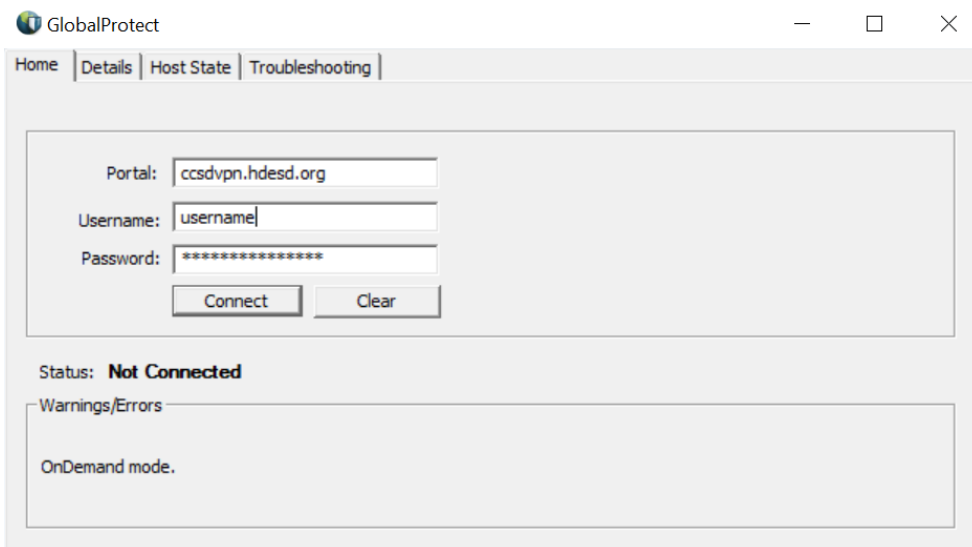 GlobalProtect
Home Details Host State Troubleshooting
Portal: ccsdvpn.hdesd.org
Username: username
Password: ***************
Connect Clear
Status: Not Connected
Warnings/Errors
OnDemand mode.